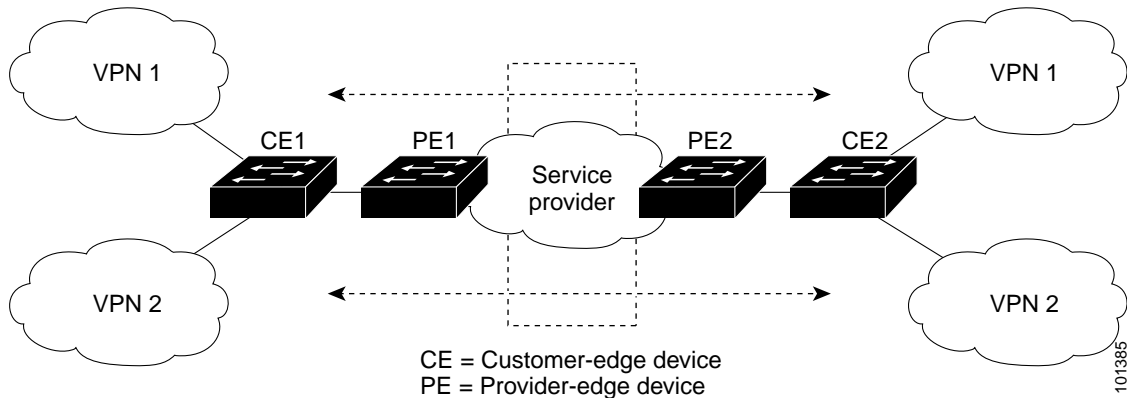 VPN 1
VPN 1
CE1
PE1
PE2
CE2
Service
provider
VPN 2
VPN 2
CE = Customer-edge device
PE = Provider-edge device
101385